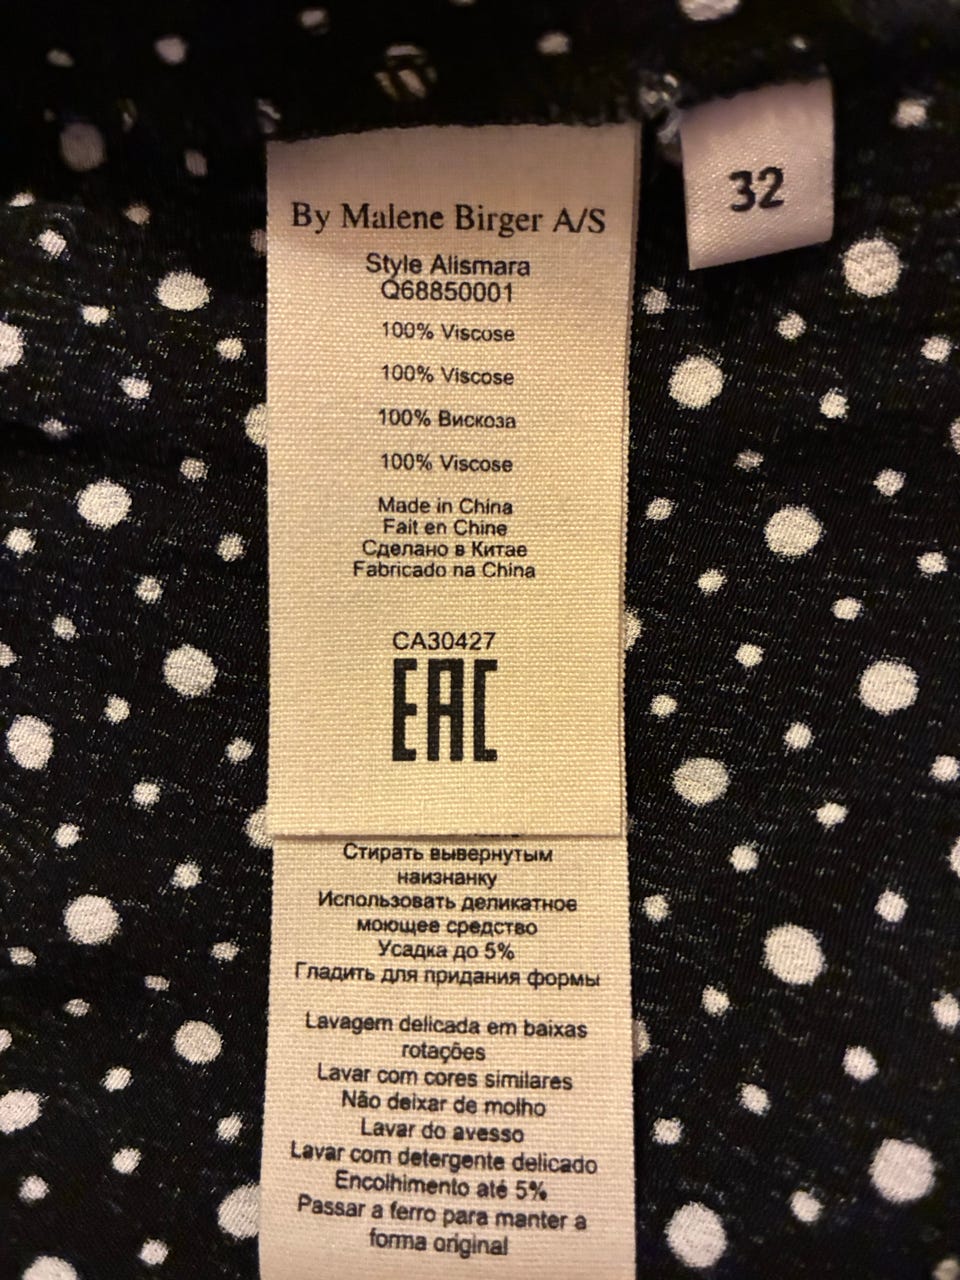 32
By Malene Birger A/S
Style Alismara
Q68850001
100% Viscose
100% Viscose
100% Вискоза
100% Viscose
Made in China
Fait en Chine
Сделано в Китае
Fabricado na China
CA30427
EAC
Стирать вывернутым
наизнанку
Использовать деликатное
моющее средство
Усадка до 5%
Гладить для придания формы
Lavagem delicada em baixas
rotações
Lavar com cores similares
Não deixar de molho
Lavar do avesso
Lavar com detergente delicado
Encolhimento até 5%
Passar a ferro para manter a
forma original